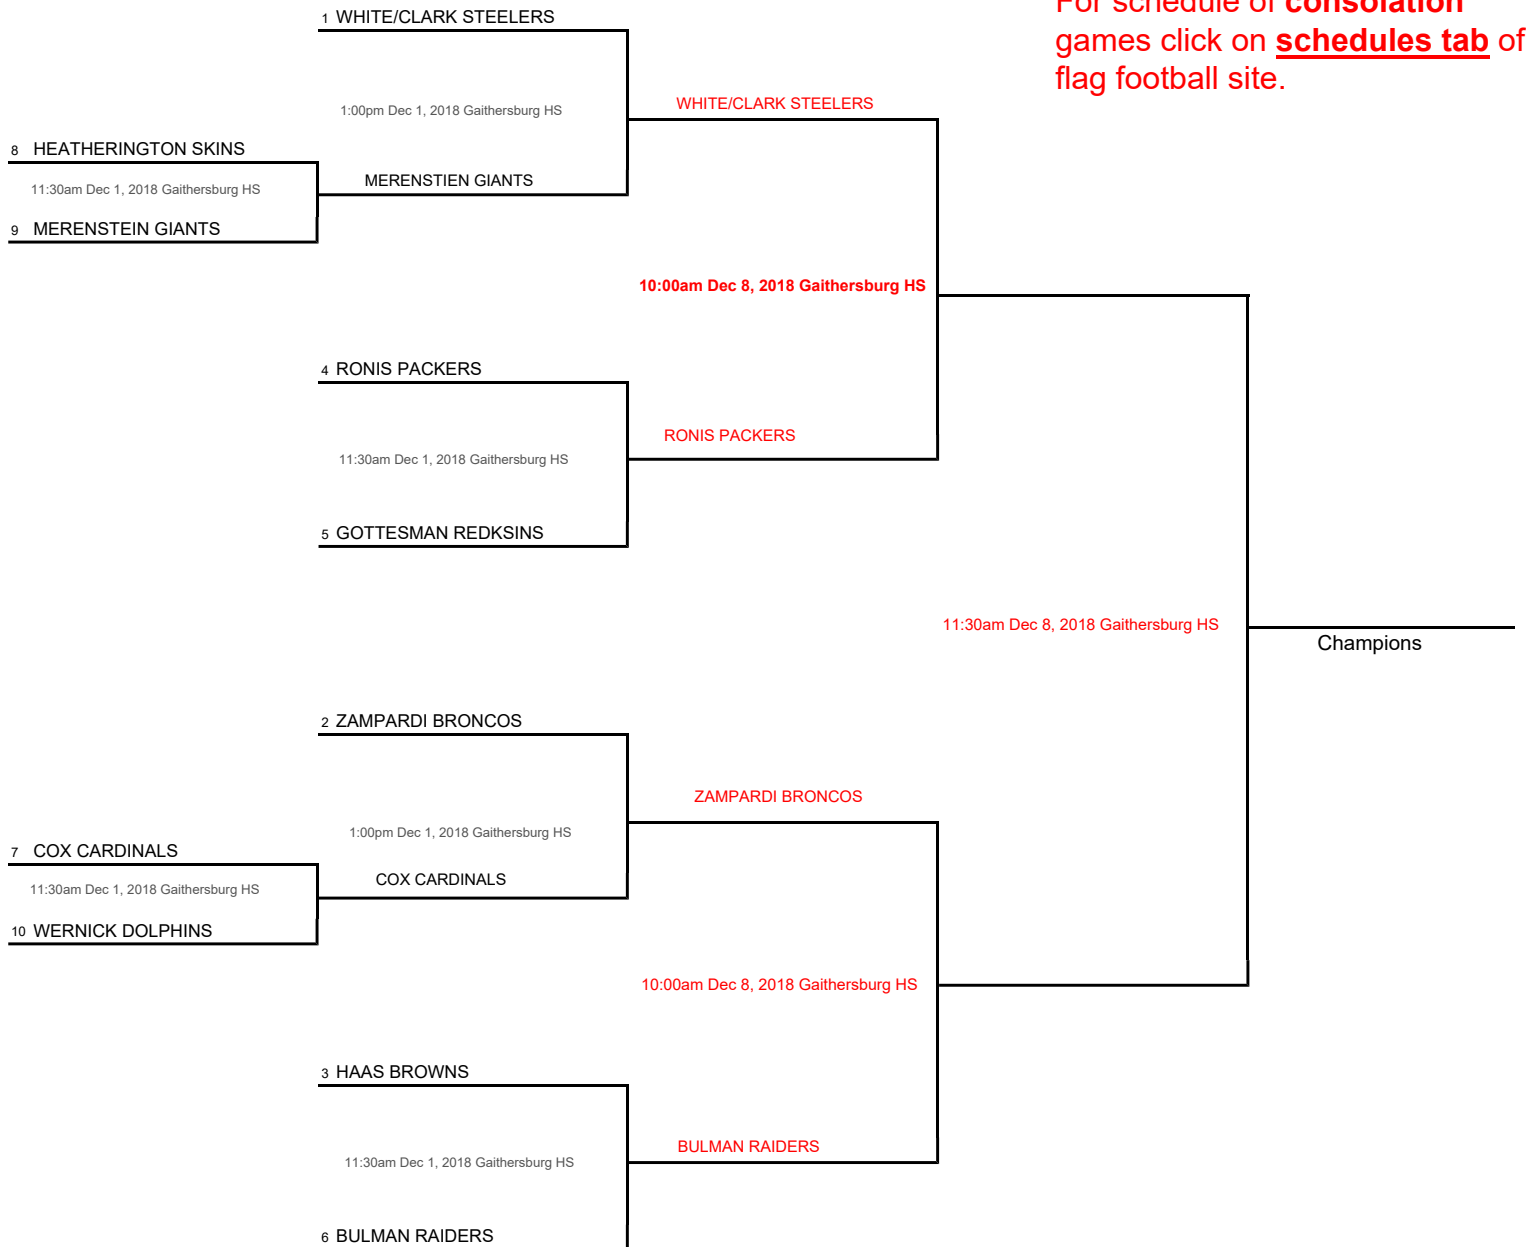 For schedule of consolation
games click on schedules tab of
flag football site.
1 WHITE/CLARK STEELERS
1:00pm Dec 1, 2018 Gaithersburg HS
WHITE/CLARK STEELERS
8 HEATHERINGTON SKINS
11:30am Dec 1, 2018 Gaithersburg HS
MERENSTIEN GIANTS
9 MERENSTEIN GIANTS
10:00am Dec 8, 2018 Gaithersburg HS
4 RONIS PACKERS
RONIS PACKERS
11:30am Dec 1, 2018 Gaithersburg HS
5 GOTTESMAN REDKSINS
11:30am Dec 8, 2018 Gaithersburg HS
Champions
2 ZAMPARDI BRONCOS
ZAMPARDI BRONCOS
1:00pm Dec 1, 2018 Gaithersburg HS
7 COX CARDINALS
COX CARDINALS
11:30am Dec 1, 2018 Gaithersburg HS
10 WERNICK DOLPHINS
10:00am Dec 8, 2018 Gaithersburg HS
3 HAAS BROWNS
BULMAN RAIDERS
11:30am Dec 1, 2018 Gaithersburg HS
6 BULMAN RAIDERS